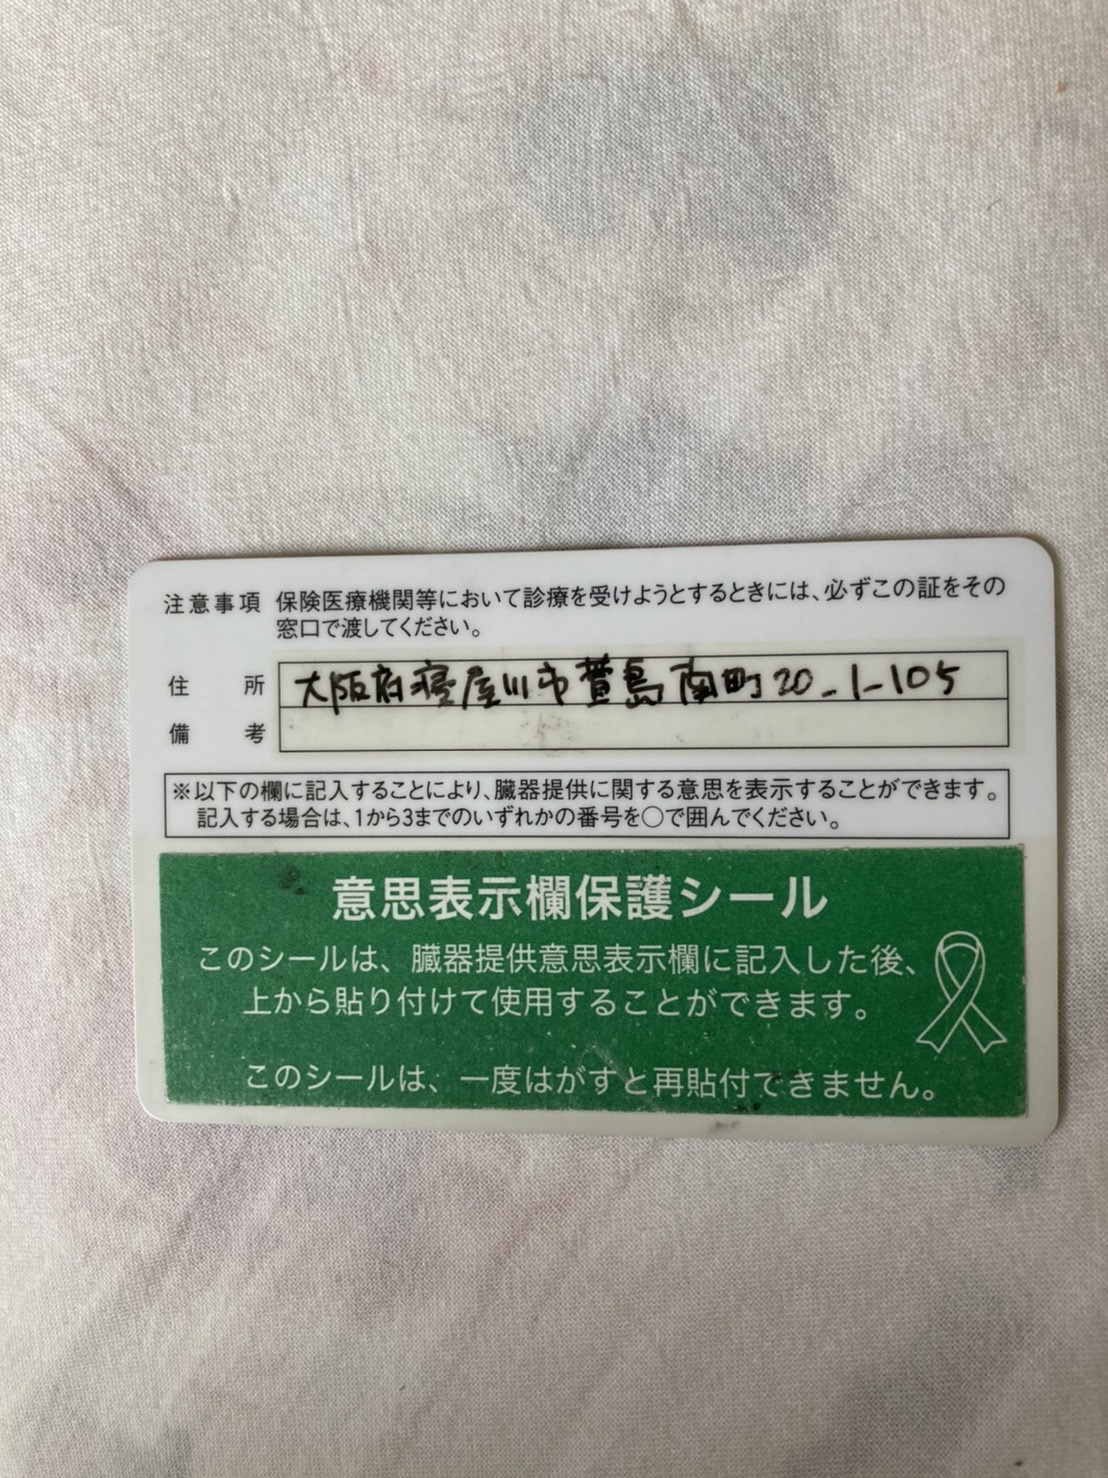 注意事項 保険医療機関等において診療を受けようとするときには、必ずこの証をその
窓口で渡してください。
住所 大阪府寝屋川市萱島南町20-1-105
備考
※以下の欄に記入することにより、臓器提供に関する意思を表示することができます。
記入する場合は、1から3までのいずれかの番号を○で囲んでください。
意思表示欄保護シール
このシールは、臓器提供意思表示欄に記入した後、
上から貼り付けて使用することができます。
このシールは、一度はがすと再貼付できません。